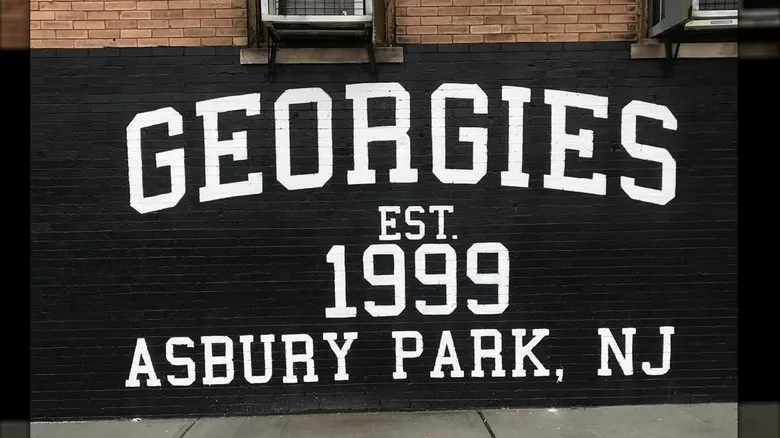 GEORGIES
EST.
1999
ASBURY PARK, NJ